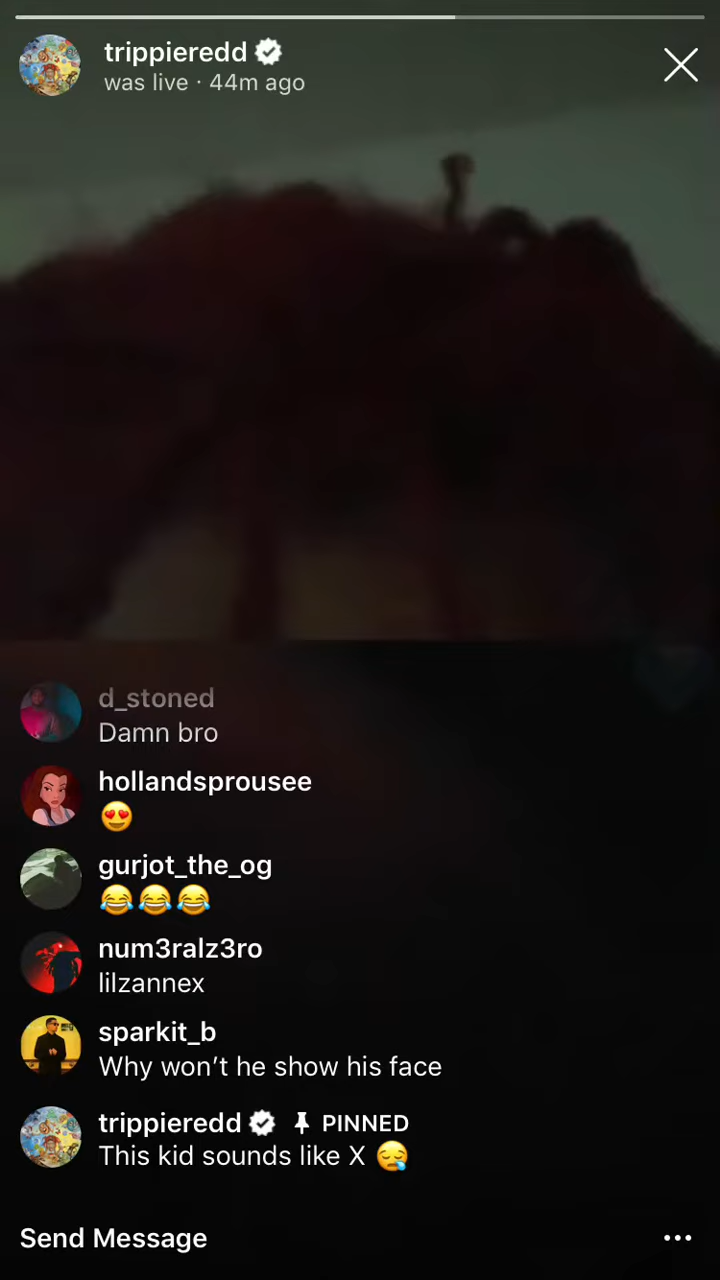 trippieredd
was live · 44m ago
d_stoned
Damn bro
hollandsprousee
😍
gurjot_the_og
😂😂😂
num3ralz3ro
lilzannex
sparkit_b
Why won’t he show his face
trippieredd PINNED
This kid sounds like X 😪
Send Message